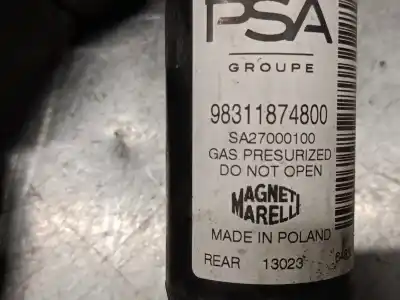 PSA
GROUPE
98311874800
SA27000100
GAS PRESURIZED
DO NOT OPEN
MAGNETI
MARELLI
MADE IN POLAND
REAR 13023